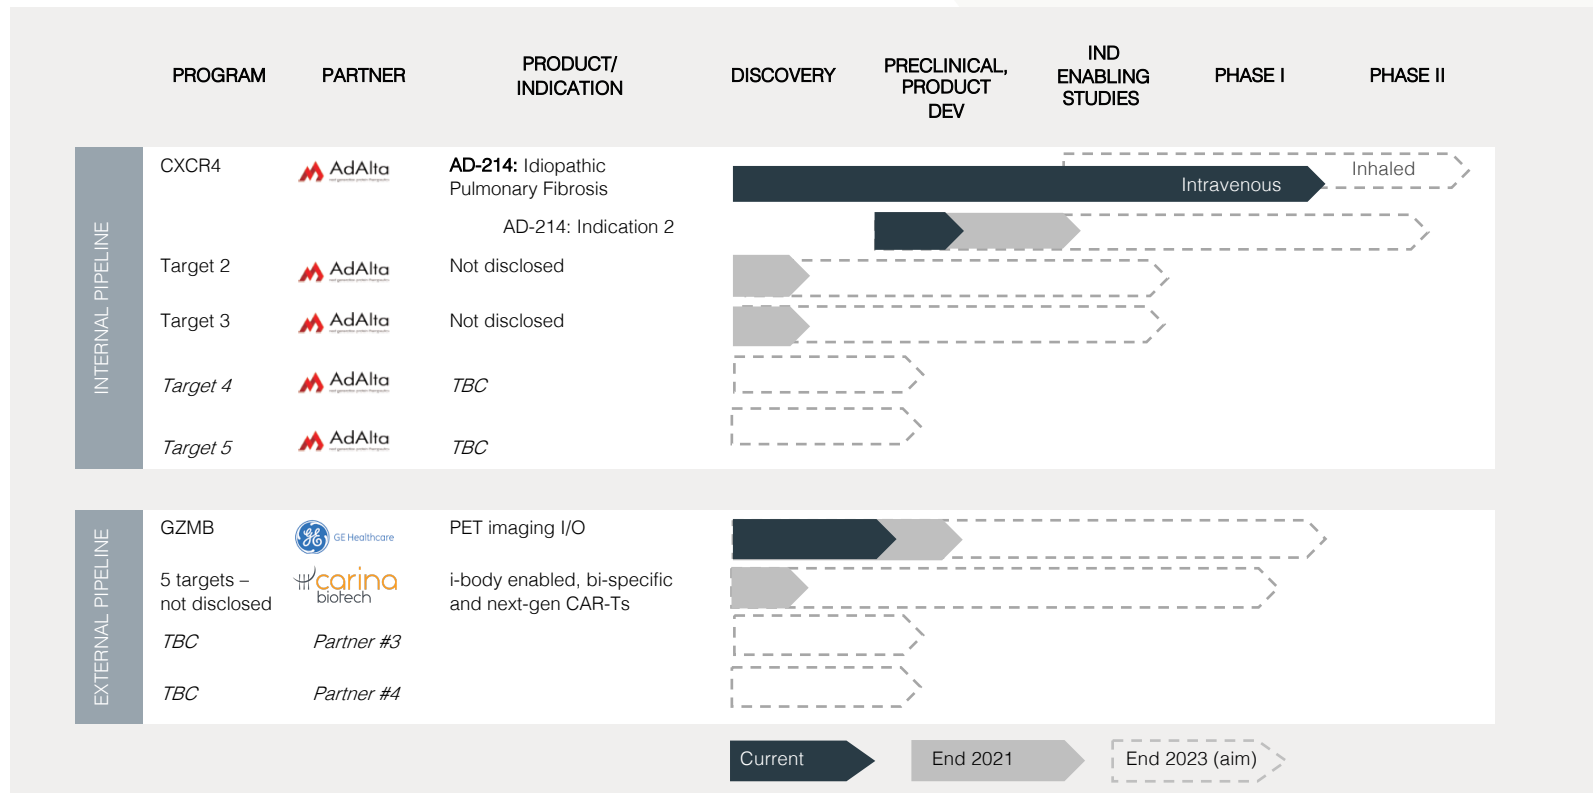 PROGRAM
PARTNER
PRODUCT/
INDICATION
DISCOVERY
PRECLINICAL,
PRODUCT
DEV
IND
ENABLING
STUDIES
PHASE I
PHASE II
INTERNAL PIPELINE
CXCR4
AdAlta
AD-214: Idiopathic
Pulmonary Fibrosis
Intravenous
Inhaled
AD-214: Indication 2
Target 2
AdAlta
Not disclosed
Target 3
AdAlta
Not disclosed
Target 4
AdAlta
TBC
Target 5
AdAlta
TBC
EXTERNAL PIPELINE
GZMB
GE Healthcare
PET imaging I/O
5 targets –
not disclosed
carina
biotech
i-body enabled, bi-specific
and next-gen CAR-Ts
TBC
Partner #3
TBC
Partner #4
Current
End 2021
End 2023 (aim)